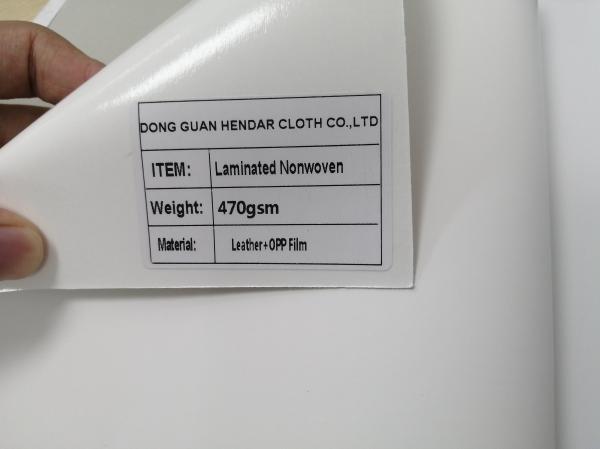 DONG GUAN HENDAR CLOTH CO.,LTD
ITEM: Laminated Nonwoven
Weight: 470gsm
Material: Leather+OPP Film